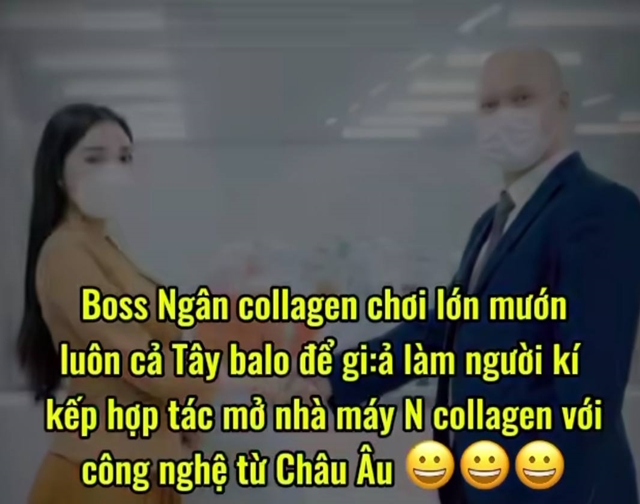 Boss Ngân collagen chơi lớn mướn
luôn cả Tây balo để gi:ả làm người kí
kếp hợp tác mở nhà máy N collagen với
công nghệ từ Châu Âu 😀😀😀